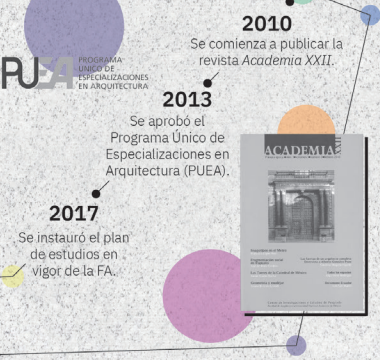 2010
Se comienza a publicar la
revista Academia XXII.
PUEA
PROGRAMA
ÚNICO DE
ESPECIALIZACIONES
EN ARQUITECTURA
2013
Se aprobó el
Programa Único de
Especializaciones en
Arquitectura (PUEA).
ACADEMIA
XXII
2017
Se instauró el plan
de estudios en
vigor de la FA.